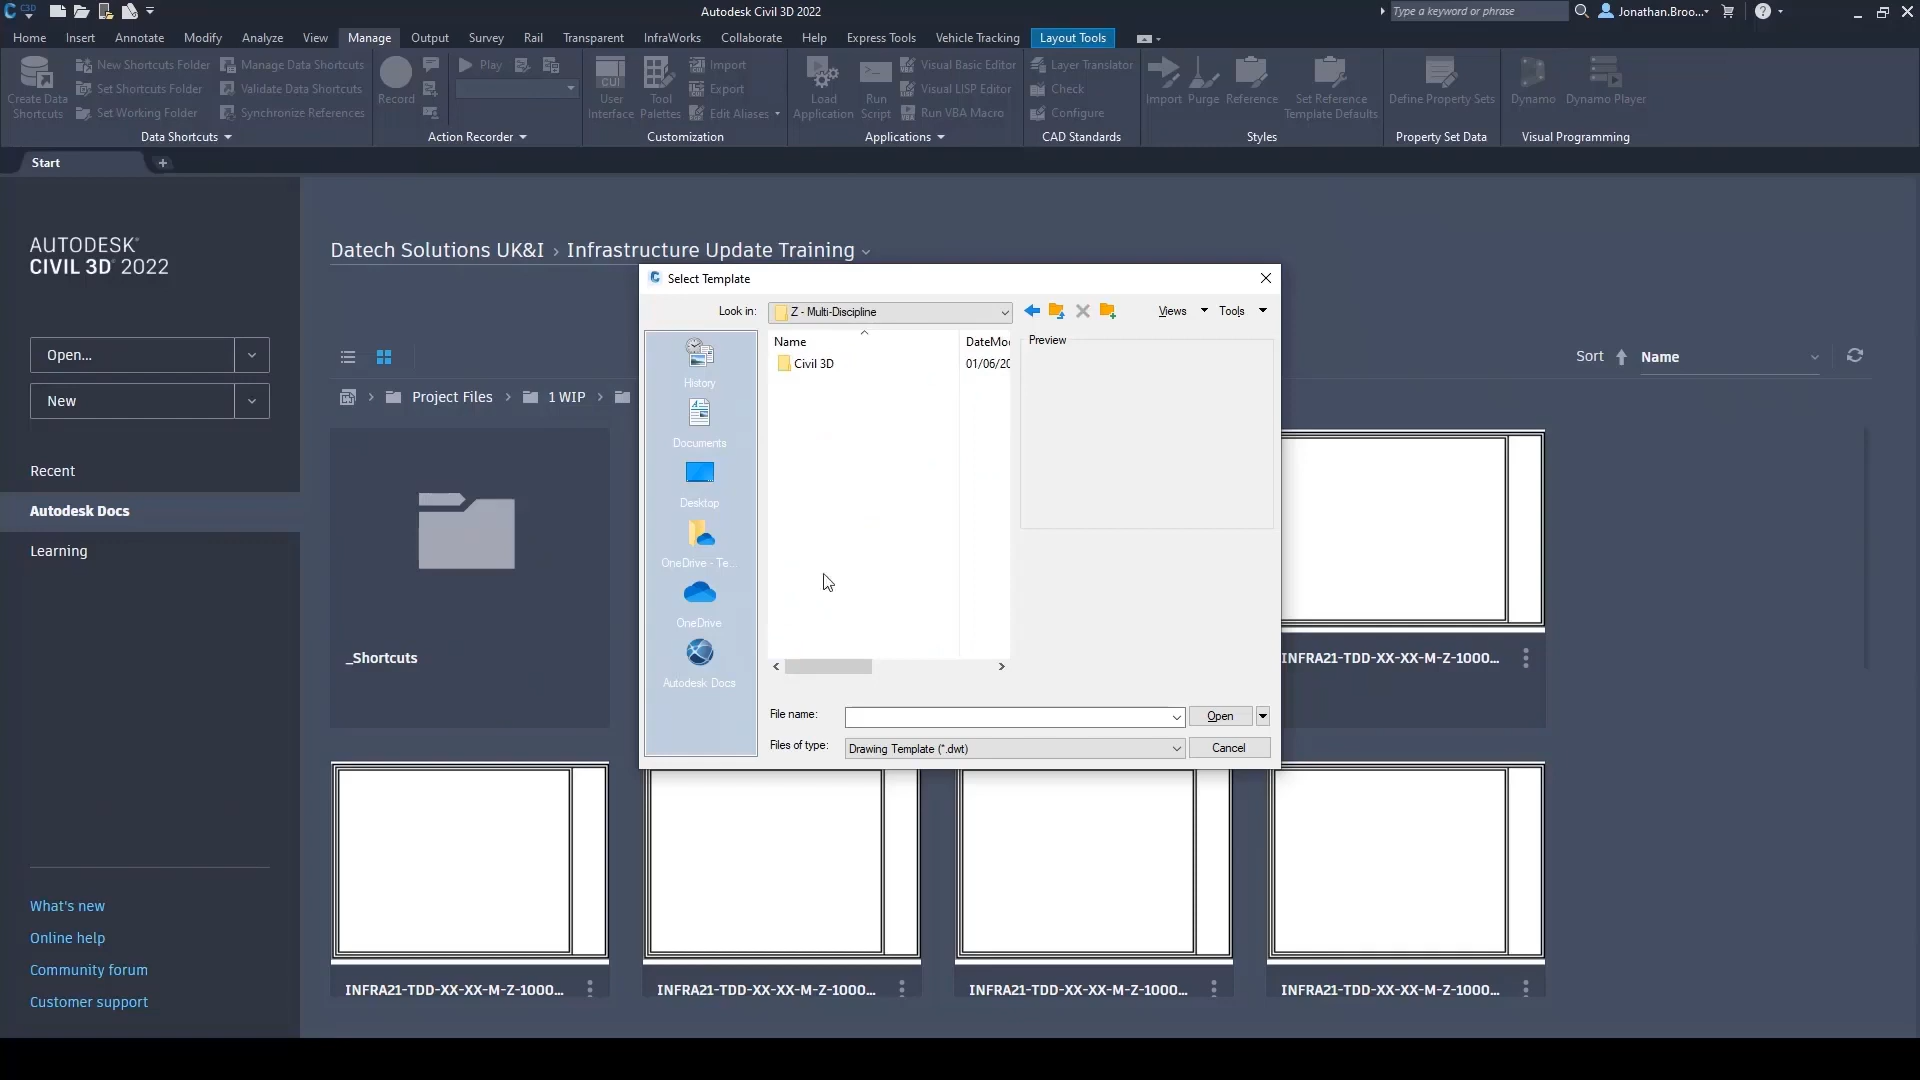 C3D
Autodesk Civil 3D 2022
Type a keyword or phrase
Jonathan.Broo...
Home Insert Annotate Modify Analyze View Manage Output Survey Rail Transparent InfraWorks Collaborate Help Express Tools Vehicle Tracking Layout Tools
New Shortcuts Folder Manage Data Shortcuts Play Import Visual Basic Editor Layer Translator
Set Shortcuts Folder Validate Data Shortcuts Export Visual LISP Editor Check
Create Data Shortcuts Record User Interface Tool Palettes Load Application Run Script Import Purge Reference Set Reference Template Defaults Define Property Sets Dynamo Dynamo Player
Set Working Folder Synchronize References Edit Aliases Run VBA Macro Configure
CUI
Data Shortcuts Action Recorder Customization Applications CAD Standards Styles Property Set Data Visual Programming
Start
AUTODESK®
CIVIL 3D® 2022
Open...
New
Recent
Autodesk Docs
Learning
What's new
Online help
Community forum
Customer support
Datech Solutions UK&I › Infrastructure Update Training
Sort Name
Project Files 1 WIP
_Shortcuts
INFRA21-TDD-XX-XX-M-Z-1000...
INFRA21-TDD-XX-XX-M-Z-1000...
INFRA21-TDD-XX-XX-M-Z-1000...
INFRA21-TDD-XX-XX-M-Z-1000...
INFRA21-TDD-XX-XX-M-Z-1000...
Select Template
Look in: Z - Multi-Discipline Views Tools
Name DateMo
Civil 3D 01/06/20
Preview
History
Documents
Desktop
OneDrive - Te...
OneDrive
Autodesk Docs
File name: Open
Files of type: Drawing Template (*.dwt) Cancel